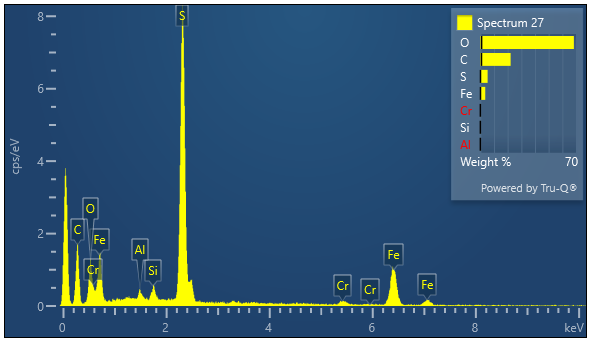 8
6
4
2
0
cps/eV
S
O
C
Fe
Cr
Al
Si
Cr
Cr
Fe
Fe
0 2 4 6 8 keV
Spectrum 27
O
C
S
Fe
Cr
Si
Al
Weight % 70
Powered by Tru-Q®